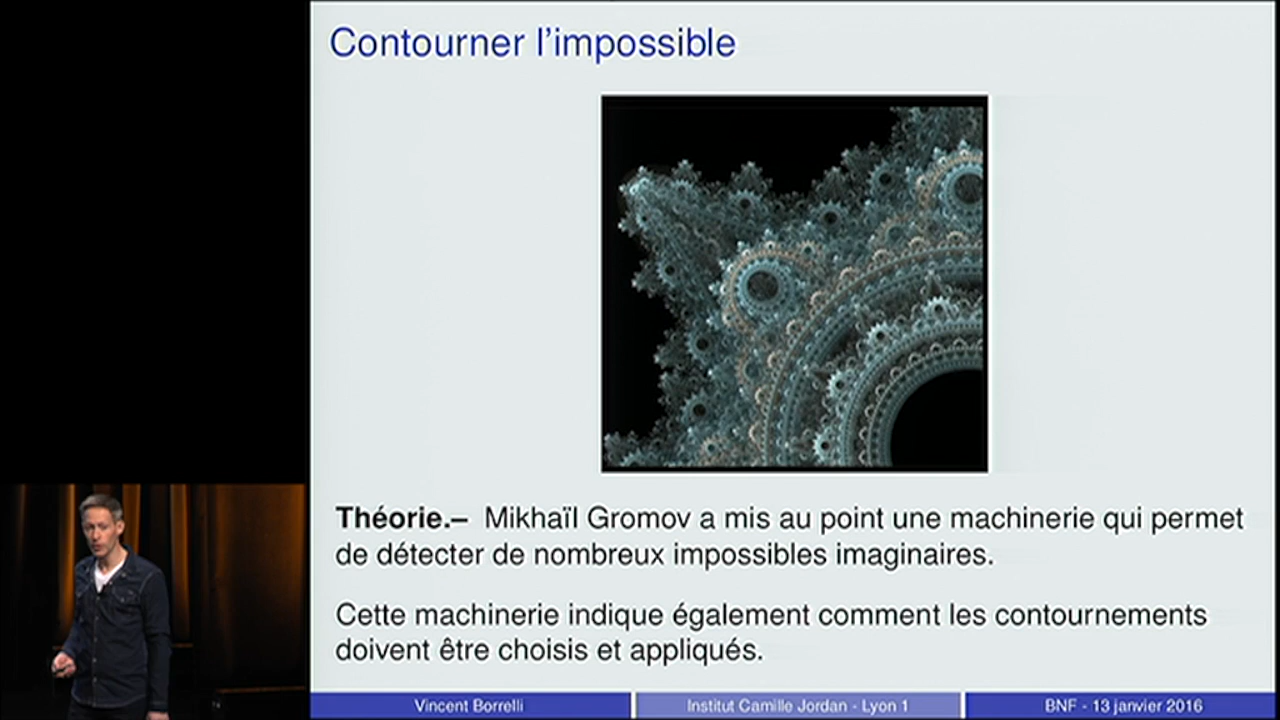 Contourner l'impossible
Théorie.– Mikhaïl Gromov a mis au point une machinerie qui permet
de détecter de nombreux impossibles imaginaires.
Cette machinerie indique également comment les contournements
doivent être choisis et appliqués.
Vincent Borrelli
Institut Camille Jordan - Lyon 1
BNF - 13 janvier 2016